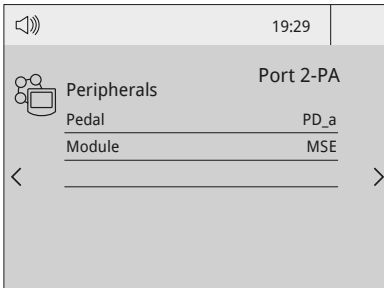 19:29
Port 2-PA
Peripherals
Pedal PD_a
Module MSE